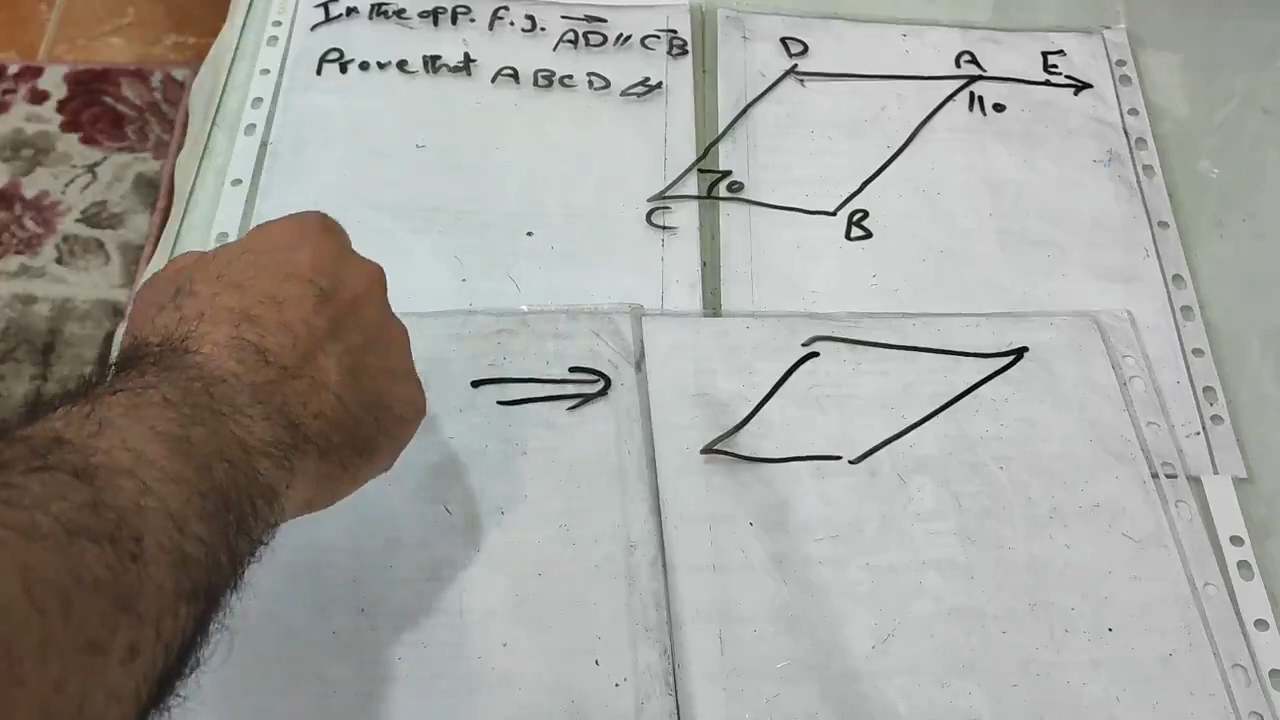 In the opp. f.g. AD // CB
Prove that ABCD ▱
D A E
110
70
C B